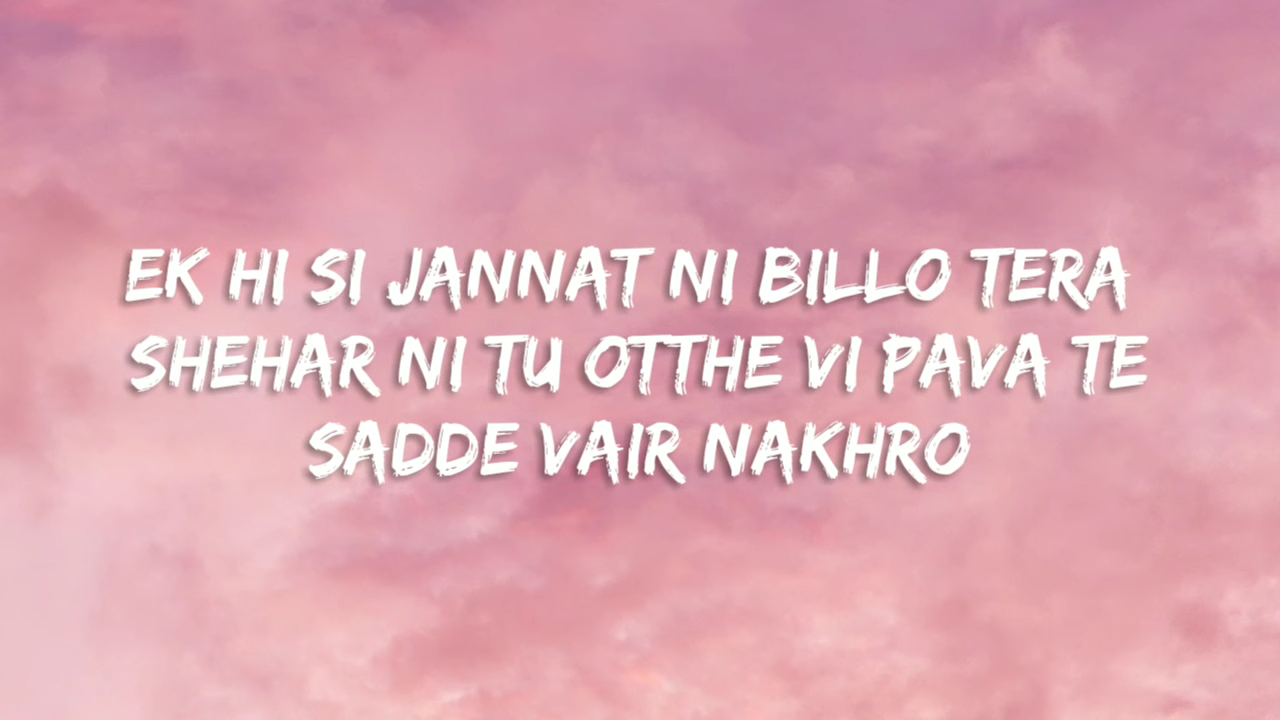 EK HI SI JANNAT NI BILLO TERA
SHEHAR NI TU OTTHE VI PAVA TE
SADDE VAIR NAKHRO